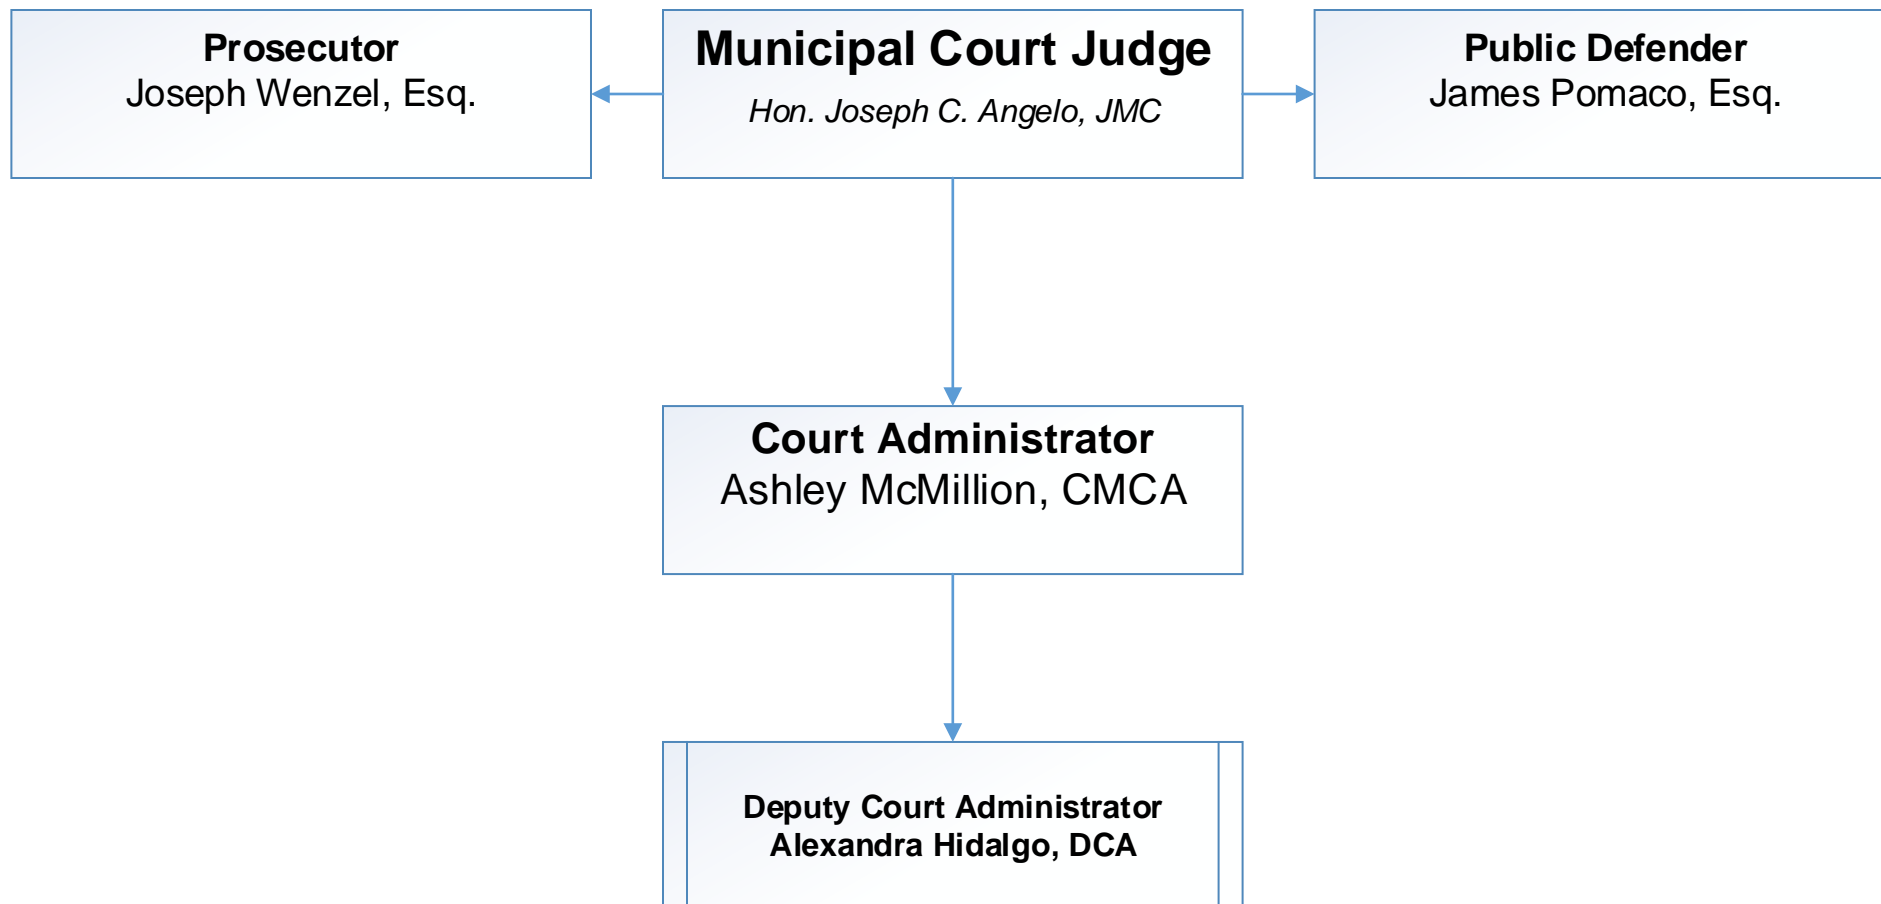 Prosecutor
Joseph Wenzel, Esq.
Municipal Court Judge
Hon. Joseph C. Angelo, JMC
Public Defender
James Pomaco, Esq.
Court Administrator
Ashley McMillion, CMCA
Deputy Court Administrator
Alexandra Hidalgo, DCA